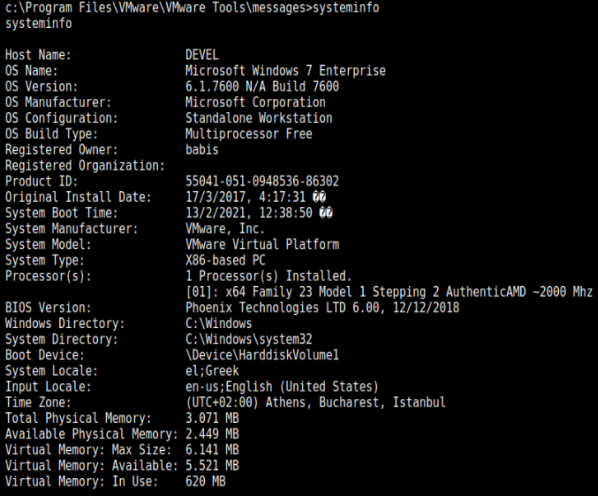 c:\Program Files\VMware\VMware Tools\messages>systeminfo
systeminfo
Host Name: DEVEL
OS Name: Microsoft Windows 7 Enterprise
OS Version: 6.1.7600 N/A Build 7600
OS Manufacturer: Microsoft Corporation
OS Configuration: Standalone Workstation
OS Build Type: Multiprocessor Free
Registered Owner: babis
Registered Organization:
Product ID: 55041-051-0948536-86302
Original Install Date: 17/3/2017, 4:17:31 ��
System Boot Time: 13/2/2021, 12:38:50 ��
System Manufacturer: VMware, Inc.
System Model: VMware Virtual Platform
System Type: X86-based PC
Processor(s): 1 Processor(s) Installed.
[01]: x64 Family 23 Model 1 Stepping 2 AuthenticAMD ~2000 Mhz
BIOS Version: Phoenix Technologies LTD 6.00, 12/12/2018
Windows Directory: C:\Windows
System Directory: C:\Windows\system32
Boot Device: \Device\HarddiskVolume1
System Locale: el;Greek
Input Locale: en-us;English (United States)
Time Zone: (UTC+02:00) Athens, Bucharest, Istanbul
Total Physical Memory: 3.071 MB
Available Physical Memory: 2.449 MB
Virtual Memory: Max Size: 6.141 MB
Virtual Memory: Available: 5.521 MB
Virtual Memory: In Use: 620 MB